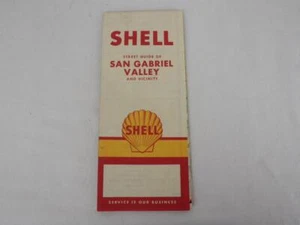 SHELL
STREET GUIDE OF
SAN GABRIEL
VALLEY
AND VICINITY
SHELL
SERVICE IS OUR BUSINESS